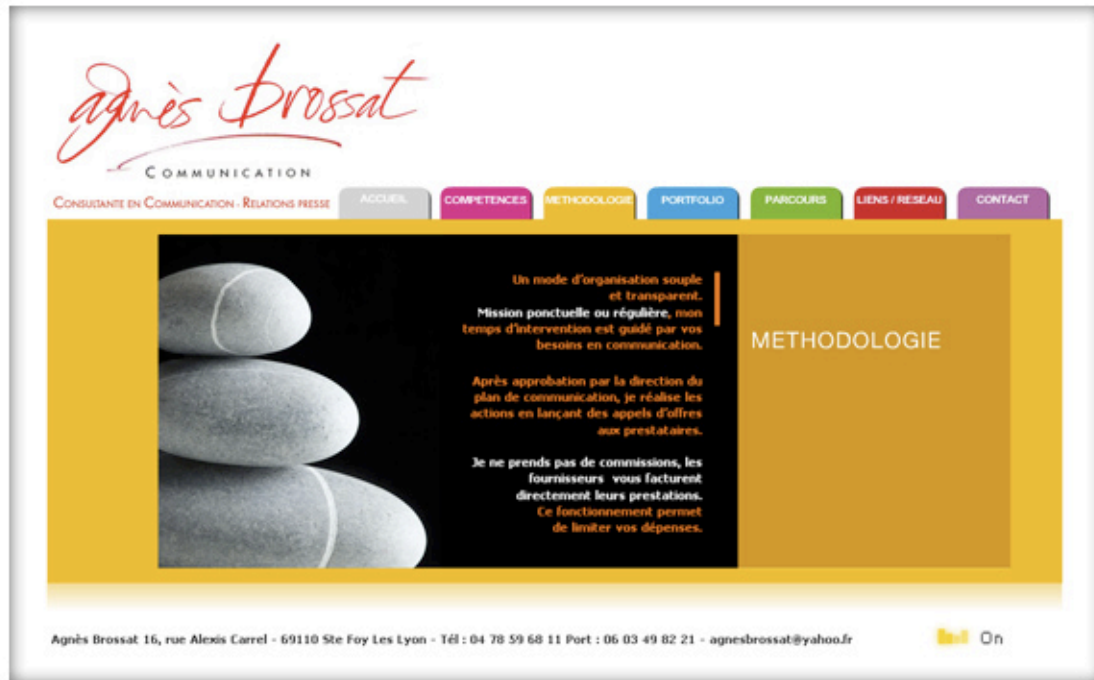 agnès brossat
COMMUNICATION
CONSULTANTE EN COMMUNICATION - RELATIONS PRESSE
ACCUEIL
COMPETENCES
METHODOLOGIE
PORTFOLIO
PARCOURS
LIENS / RESEAU
CONTACT
Un mode d'organisation souple
et transparent.
Mission ponctuelle ou régulière, mon
temps d'intervention est guidé par vos
besoins en communication.
Après approbation par la direction du
plan de communication, je réalise les
actions en lançant des appels d'offres
aux prestataires.
Je ne prends pas de commissions, les
fournisseurs vous facturent
directement leurs prestations.
Ce fonctionnement permet
de limiter vos dépenses.
METHODOLOGIE
Agnès Brossat 16, rue Alexis Carrel - 69110 Ste Foy Les Lyon - Tél : 04 78 59 68 11 Port : 06 03 49 82 21 - agnesbrossat@yahoo.fr
On